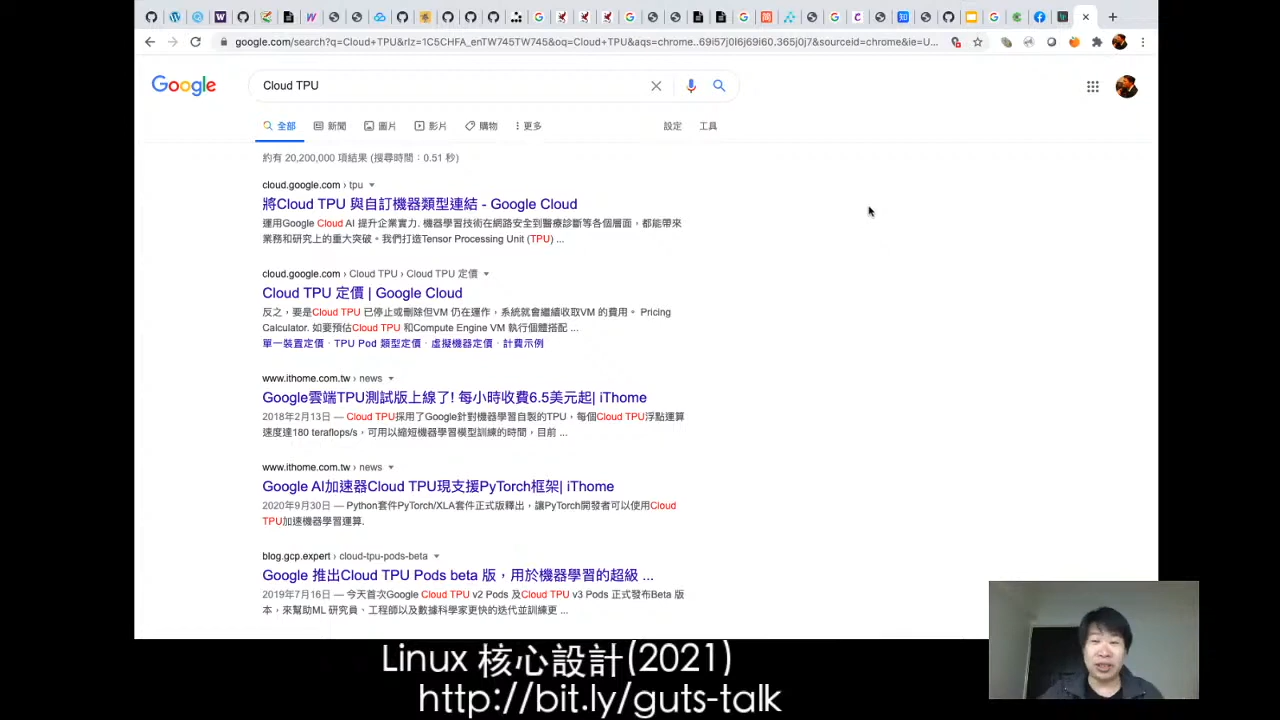 google.com/search?q=Cloud+TPU&rlz=1C5CHFA_enTW745TW745&oq=Cloud+TPU&aqs=chrome..69i57j0l6j69i60.365j0j7&sourceid=chrome&ie=U...
Google
Cloud TPU
全部
新聞
圖片
影片
購物
更多
設定
工具
約有 20,200,000 項結果 (搜尋時間：0.51 秒)
cloud.google.com › tpu
將Cloud TPU 與自訂機器類型連結 - Google Cloud
運用Google Cloud AI 提升企業實力. 機器學習技術在網路安全到醫療診斷等各個層面，都能帶來
業務和研究上的重大突破。我們打造Tensor Processing Unit (TPU) ...
cloud.google.com › Cloud TPU › Cloud TPU 定價
Cloud TPU 定價 | Google Cloud
反之，要是Cloud TPU 已停止或刪除但VM 仍在運作，系統就會繼續收取VM 的費用。 Pricing
Calculator. 如要預估Cloud TPU 和Compute Engine VM 執行個體搭配 ...
單一裝置定價 · TPU Pod 類型定價 · 虛擬機器定價 · 計費示例
www.ithome.com.tw › news
Google雲端TPU測試版上線了! 每小時收費6.5美元起| iThome
2018年2月13日 — Cloud TPU採用了Google針對機器學習自製的TPU，每個Cloud TPU浮點運算
速度達180 teraflops/s，可用以縮短機器學習模型訓練的時間，目前 ...
www.ithome.com.tw › news
Google AI加速器Cloud TPU現支援PyTorch框架| iThome
2020年9月30日 — Python套件PyTorch/XLA套件正式版釋出，讓PyTorch開發者可以使用Cloud
TPU加速機器學習運算.
blog.gcp.expert › cloud-tpu-pods-beta
Google 推出Cloud TPU Pods beta 版，用於機器學習的超級 ...
2019年7月16日 — 今天首次Google Cloud TPU v2 Pods 及Cloud TPU v3 Pods 正式發布Beta 版
本，來幫助ML 研究員、工程師以及數據科學家更快的迭代並訓練更 ...
Linux 核心設計(2021)
http://bit.ly/guts-talk